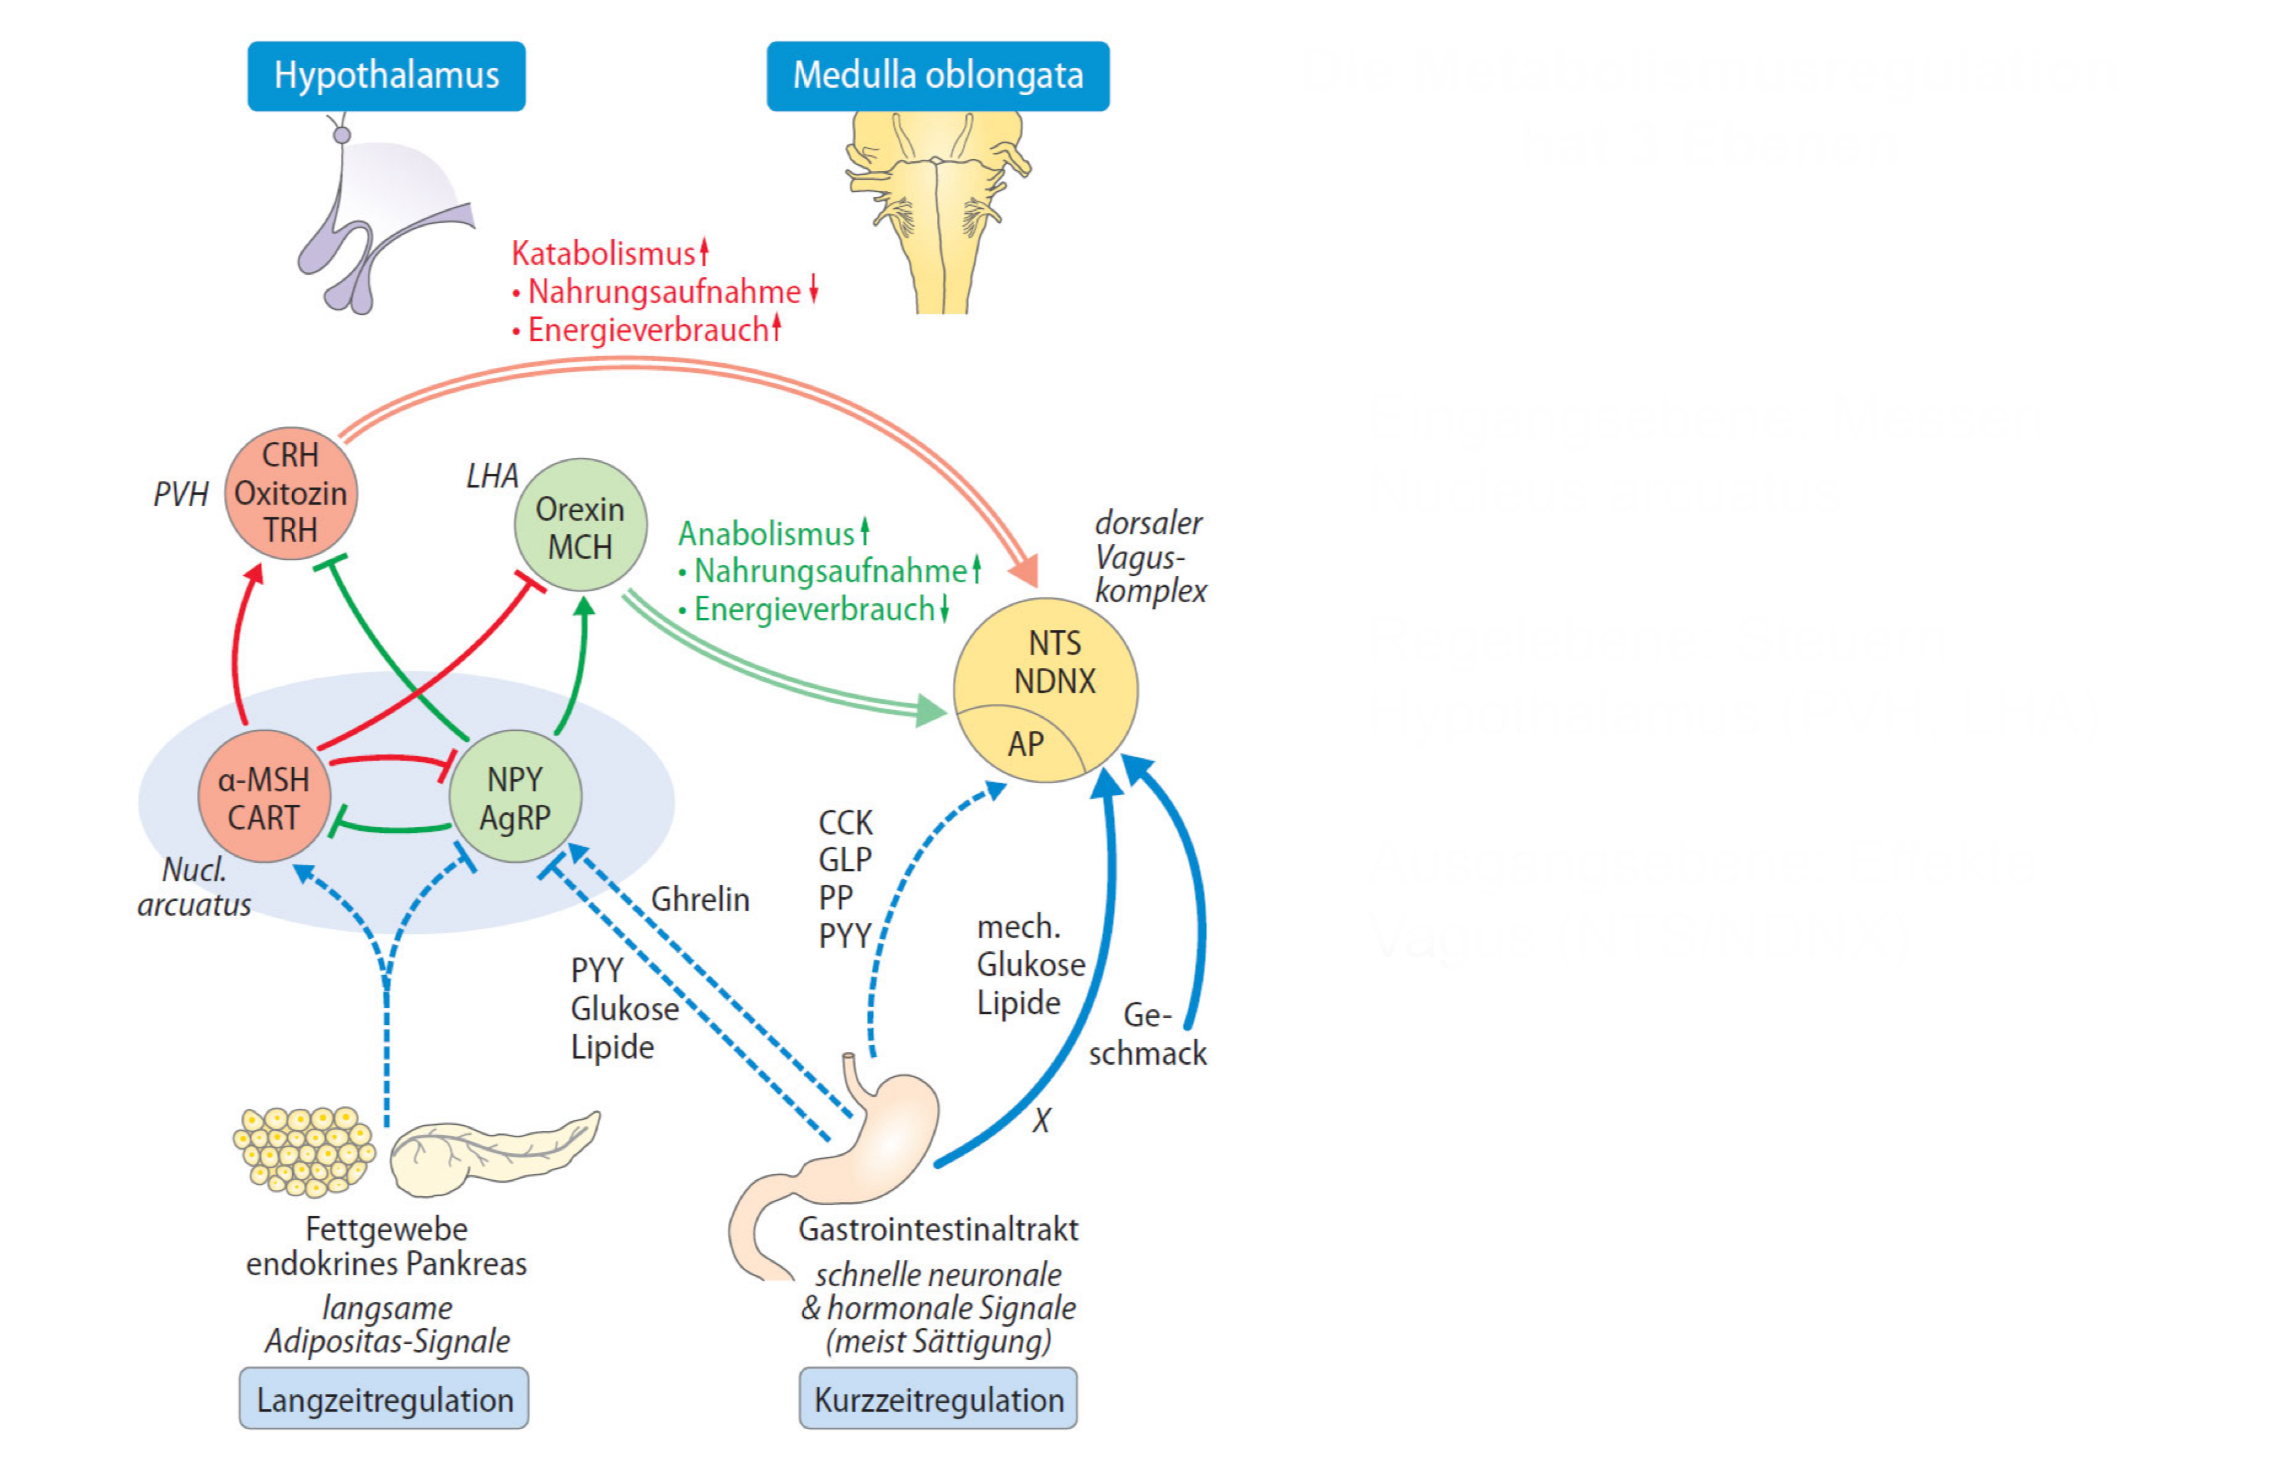 Hypothalamus
Medulla oblongata
Katabolismus↑
• Nahrungsaufnahme↓
• Energieverbrauch↑
PVH
CRH
Oxitozin
TRH
LHA
Orexin
MCH
Anabolismus↑
• Nahrungsaufnahme↑
• Energieverbrauch↓
dorsaler
Vagus-
komplex
NTS
NDNX
AP
α-MSH
CART
NPY
AgRP
Nucl.
arcuatus
Ghrelin
PYY
Glukose
Lipide
CCK
GLP
PP
PYY
mech.
Glukose
Lipide
Ge-
schmack
X
Fettgewebe
endokrines Pankreas
langsame
Adipositas-Signale
Langzeitregulation
Gastrointestinaltrakt
schnelle neuronale
& hormonale Signale
(meist Sättigung)
Kurzzeitregulation